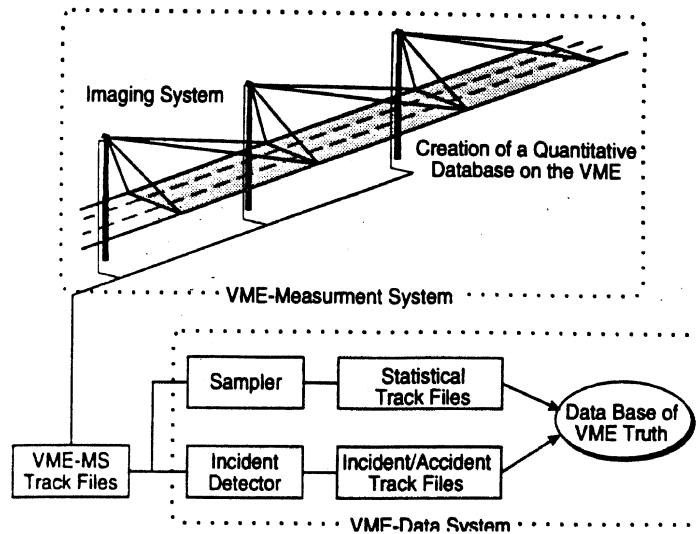 Imaging System
Creation of a Quantitative
Database on the VME
VME-Measurment System
Sampler
Statistical
Track Files
Data Base of
VME Truth
VME-MS
Track Files
Incident
Detector
Incident/Accident
Track Files
VME-Data System